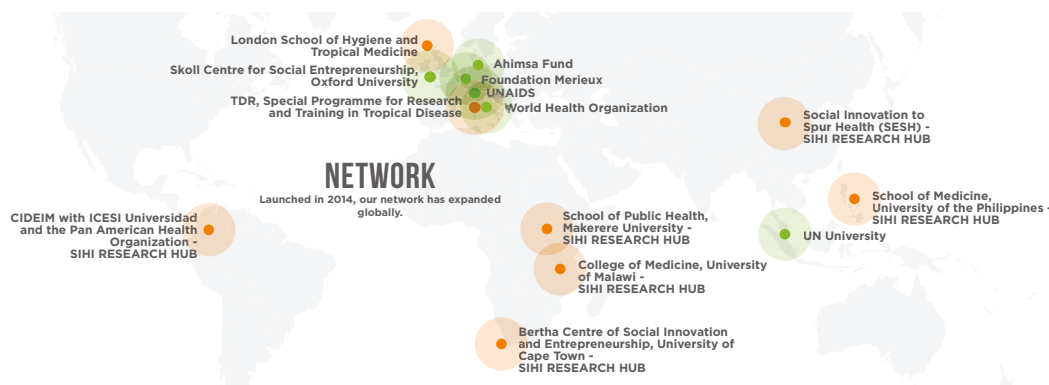 London School of Hygiene and
Tropical Medicine
Skoll Centre for Social Entrepreneurship,
Oxford University
TDR, Special Programme for Research
and Training in Tropical Disease
Ahimsa Fund
Foundation Merieux
UNAIDS
World Health Organization
Social Innovation to
Spur Health (SESH) -
SIHI RESEARCH HUB
NETWORK
Launched in 2014, our network has expanded
globally.
CIDEIM with ICESI Universidad
and the Pan American Health
Organization -
SIHI RESEARCH HUB
School of Public Health,
Makerere University -
SIHI RESEARCH HUB
School of Medicine,
University of the Philippines -
SIHI RESEARCH HUB
UN University
College of Medicine, University
of Malawi -
SIHI RESEARCH HUB
Bertha Centre of Social Innovation
and Entrepreneurship, University of
Cape Town -
SIHI RESEARCH HUB